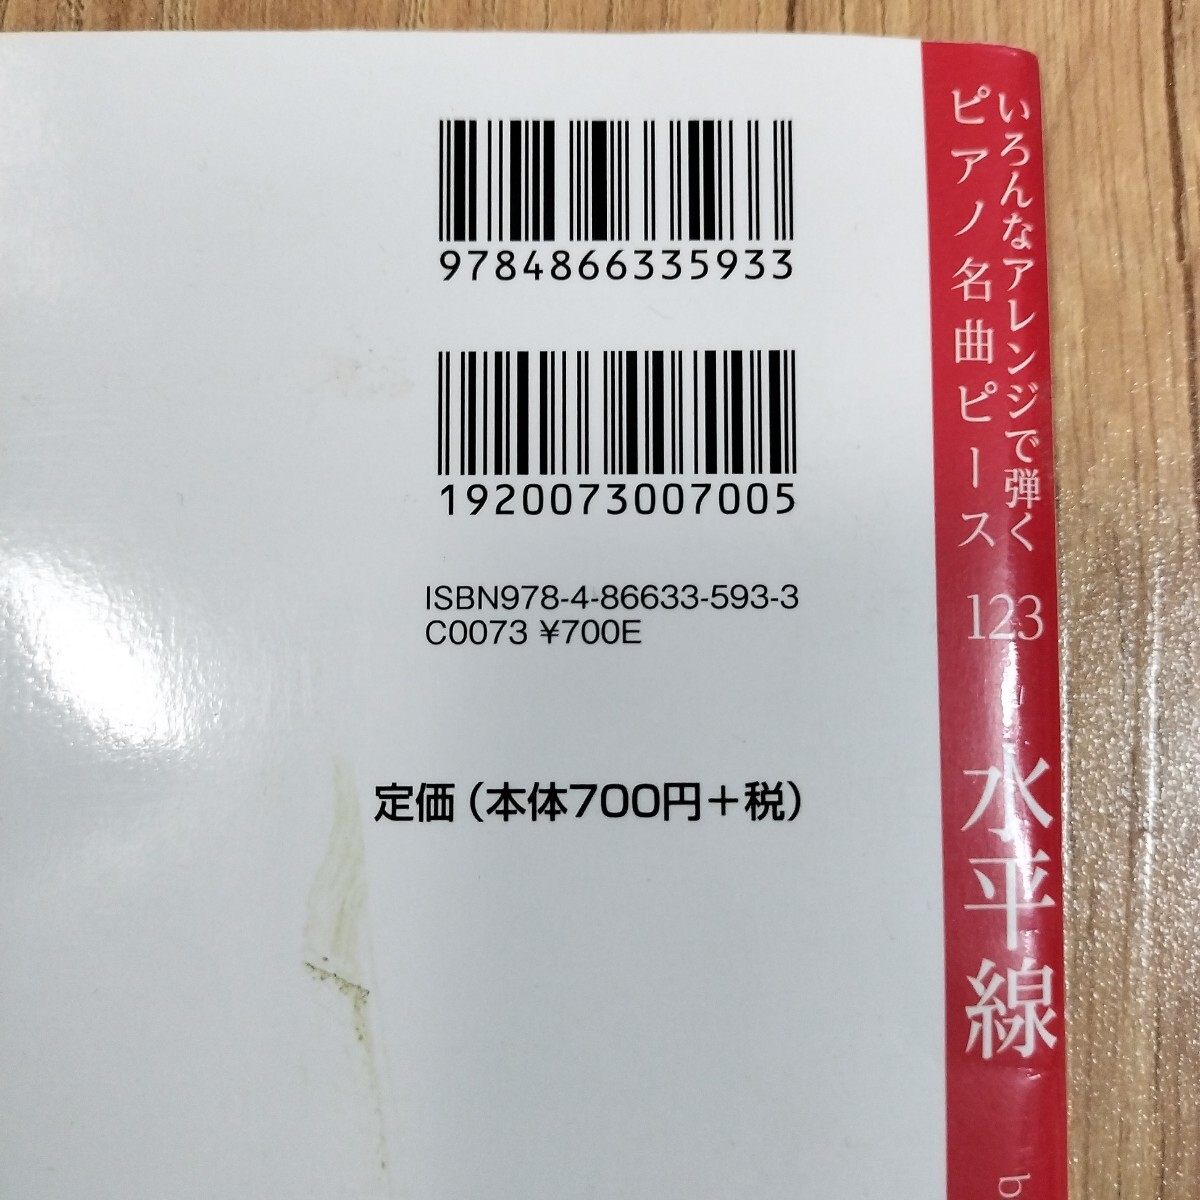 9784866335933
1920073007005
ISBN978-4-86633-593-3
C0073 ¥700E
定価（本体700円＋税）
いろんなアレンジで弾く
ピアノ名曲ピース
123
水平線
b